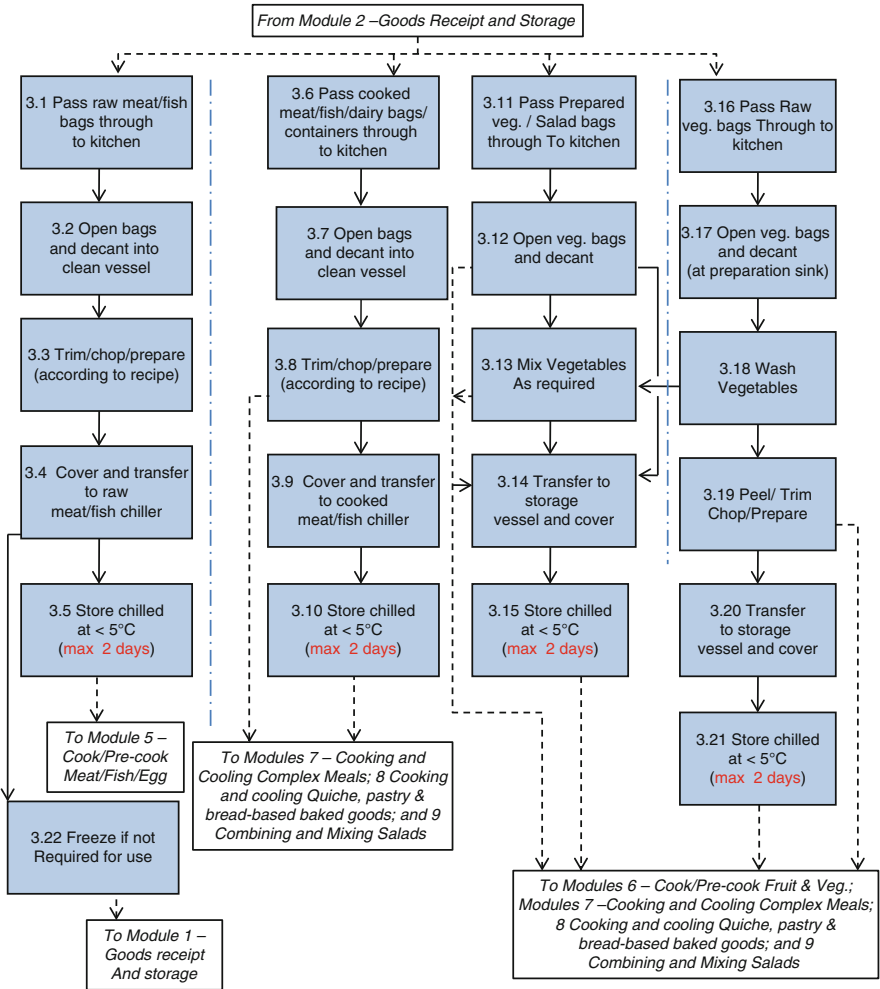 From Module 2 –Goods Receipt and Storage
3.1 Pass raw meat/fish
bags through
to kitchen
3.2 Open bags
and decant into
clean vessel
3.3 Trim/chop/prepare
(according to recipe)
3.4 Cover and transfer
to raw
meat/fish chiller
3.5 Store chilled
at < 5°C
(max 2 days)
To Module 5 –
Cook/Pre-cook
Meat/Fish/Egg
3.22 Freeze if not
Required for use
To Module 1 –
Goods receipt
And storage
3.6 Pass cooked
meat/fish/dairy bags/
containers through
to kitchen
3.7 Open bags
and decant into
clean vessel
3.8 Trim/chop/prepare
(according to recipe)
3.9 Cover and transfer
to cooked
meat/fish chiller
3.10 Store chilled
at < 5°C
(max 2 days)
To Modules 7 – Cooking and
Cooling Complex Meals; 8 Cooking
and cooling Quiche, pastry &
bread-based baked goods; and 9
Combining and Mixing Salads
3.11 Pass Prepared
veg. / Salad bags
through To kitchen
3.12 Open veg. bags
and decant
3.13 Mix Vegetables
As required
3.14 Transfer to
storage
vessel and cover
3.15 Store chilled
at < 5°C
(max 2 days)
3.16 Pass Raw
veg. bags Through to
kitchen
3.17 Open veg. bags
and decant
(at preparation sink)
3.18 Wash
Vegetables
3.19 Peel/ Trim
Chop/Prepare
3.20 Transfer
to storage
vessel and cover
3.21 Store chilled
at < 5°C
(max 2 days)
To Modules 6 – Cook/Pre-cook Fruit & Veg.;
Modules 7 –Cooking and Cooling Complex Meals;
8 Cooking and cooling Quiche, pastry &
bread-based baked goods; and 9
Combining and Mixing Salads